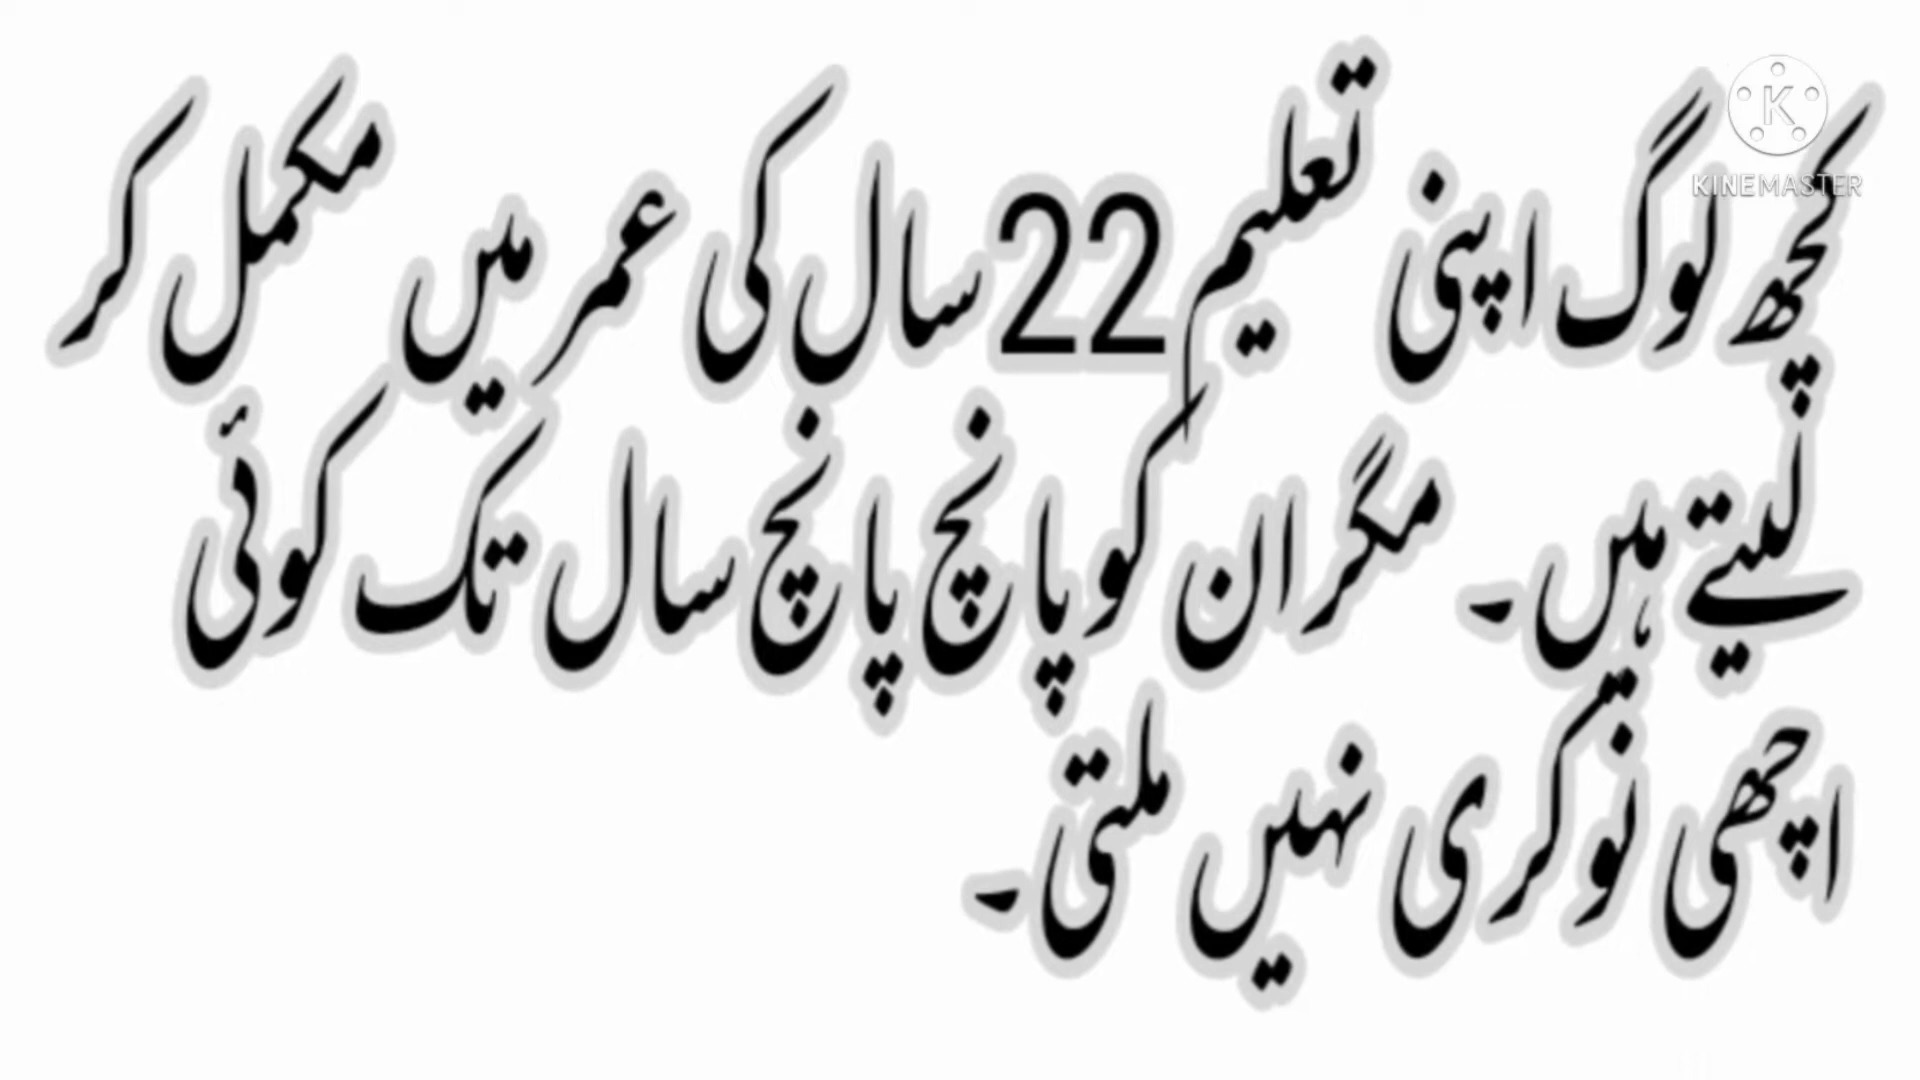 کچھ لوگ اپنی تعلیم 22 سال کی عمر میں مکمل کر
لیتے ہیں۔ مگر ان کو پانچ پانچ سال تک کوئی
اچھی نوکری نہیں ملتی۔
K
KINEMASTER